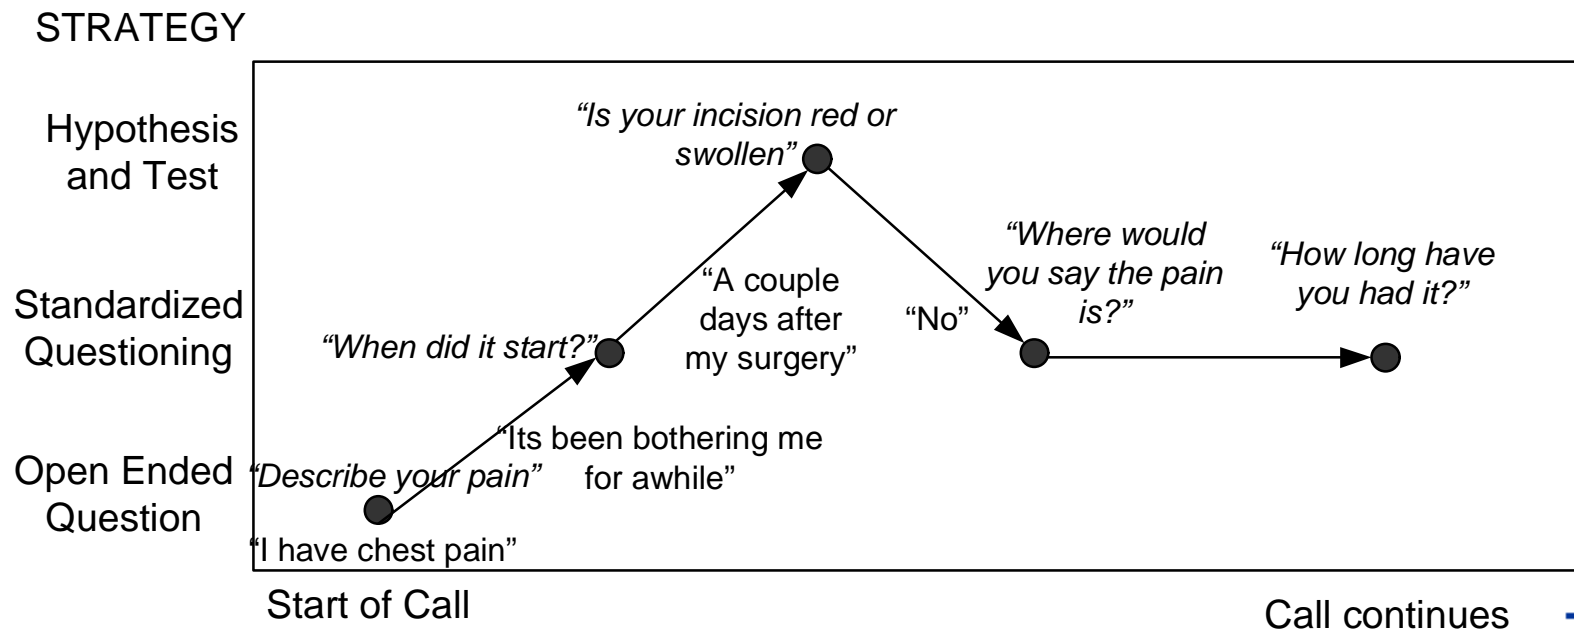 STRATEGY
Hypothesis
and Test
“Is your incision red or
swollen”
“Where would
you say the pain
is?”
“How long have
you had it?”
“A couple
days after
my surgery”
“No”
Standardized
Questioning
“When did it start?”
“Its been bothering me
for awhile”
Open Ended
Question
“Describe your pain”
“I have chest pain”
Start of Call
Call continues